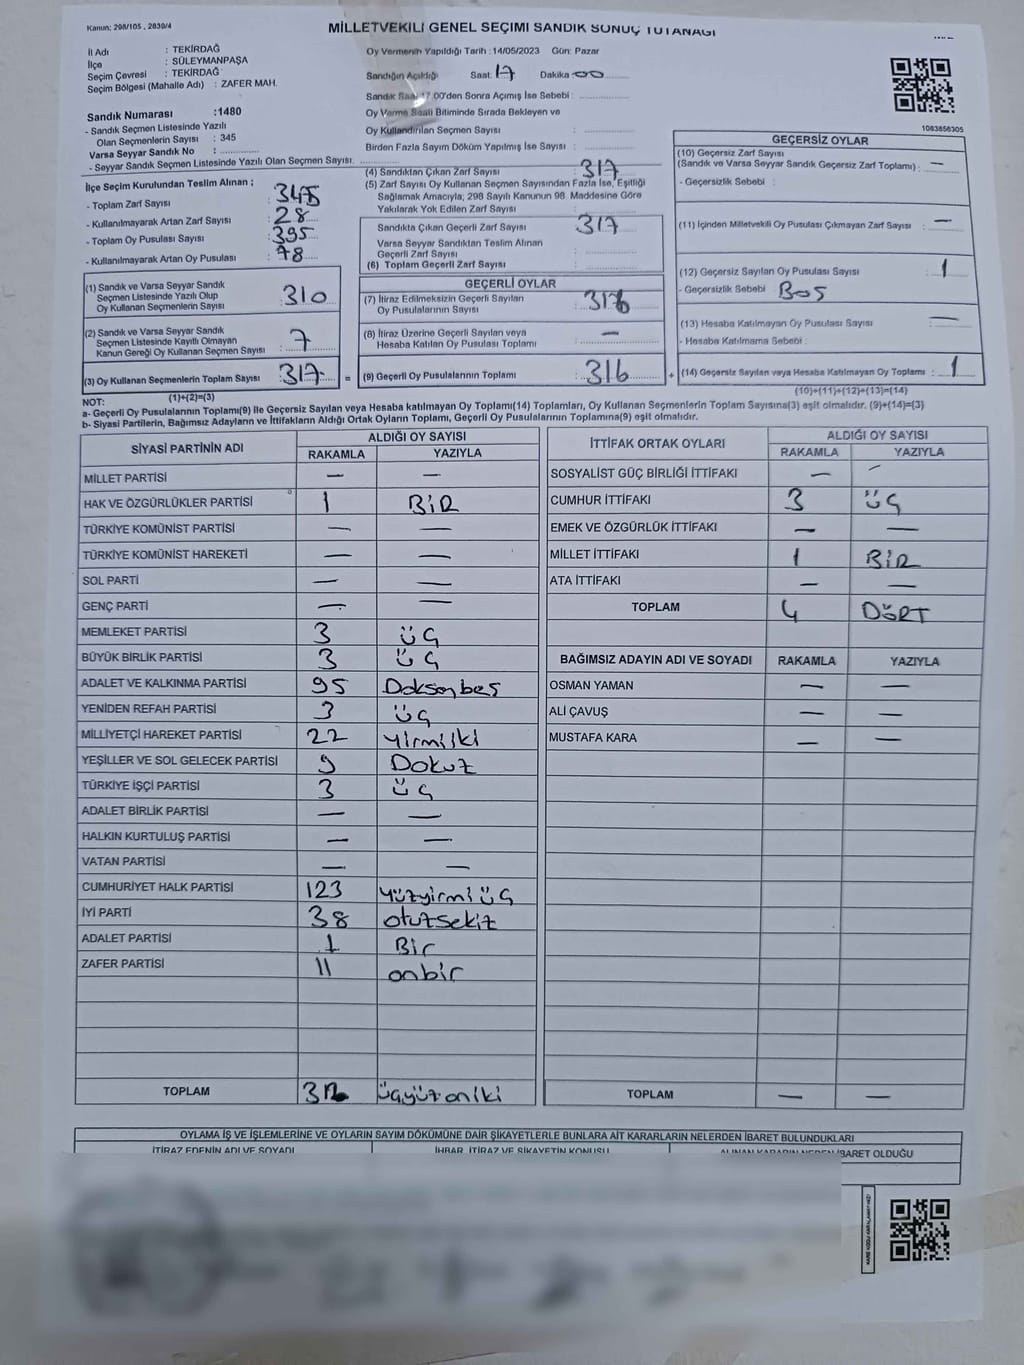 Kanun: 298/105 , 2839/4
MİLLETVEKİLİ GENEL SEÇİMİ SANDIK SONUÇ TUTANAĞI
İl Adı : TEKİRDAĞ
İlçe : SÜLEYMANPAŞA
Seçim Çevresi : TEKİRDAĞ
Seçim Bölgesi (Mahalle Adı) : ZAFER MAH.
Oy Vermenin Yapıldığı Tarih : 14/05/2023 Gün: Pazar
Sandığın Açıldığı Saat: 17 Dakika 00
Sandık Saat 17.00'den Sonra Açımış İse Sebebi :
Oy Verme Saati Bitiminde Sırada Bekleyen ve
Oy Kullandırılan Seçmen Sayısı :
Birden Fazla Sayım Döküm Yapılmış İse Sayısı :
1083856305
Sandık Numarası :1480
- Sandık Seçmen Listesinde Yazılı
Olan Seçmenlerin Sayısı : 345
Varsa Seyyar Sandık No :
- Seyyar Sandık Seçmen Listesinde Yazılı Olan Seçmen Sayısı:
İlçe Seçim Kurulundan Teslim Alınan ;
- Toplam Zarf Sayısı : 345
- Kullanılmayarak Artan Zarf Sayısı : 28
- Toplam Oy Pusulası Sayısı : 395
- Kullanılmayarak Artan Oy Pusulası : 78
(1) Sandık ve Varsa Seyyar Sandık
Seçmen Listesinde Yazılı Olup
Oy Kullanan Seçmenlerin Sayısı : 310
(2) Sandık ve Varsa Seyyar Sandık
Seçmen Listesinde Kayıtlı Olmayan
Kanun Gereği Oy Kullanan Seçmen Sayısı : 7
(3) Oy Kullanan Seçmenlerin Toplam Sayısı : 317 =
(4) Sandıktan Çıkan Zarf Sayısı : 317
(5) Zarf Sayısı Oy Kullanan Seçmen Sayısından Fazla İse, Eşitliği
Sağlamak Amacıyla; 298 Sayılı Kanunun 98. Maddesine Göre
Yakılarak Yok Edilen Zarf Sayısı :
Sandıkta Çıkan Geçerli Zarf Sayısı : 317
Varsa Seyyar Sandıktan Teslim Alınan
Geçerli Zarf Sayısı :
(6) Toplam Geçerli Zarf Sayısı :
GEÇERLİ OYLAR
(7) İtiraz Edilmeksizin Geçerli Sayılan
Oy Pusulalarının Sayısı : 316
(8) İtiraz Üzerine Geçerli Sayılan veya
Hesaba Katılan Oy Pusulası Toplamı : —
(9) Geçerli Oy Pusulalarının Toplamı : 316 +
GEÇERSİZ OYLAR
(10) Geçersiz Zarf Sayısı
(Sandık ve Varsa Seyyar Sandık Geçersiz Zarf Toplamı) : —
- Geçersizlik Sebebi :
(11) İçinden Milletvekili Oy Pusulası Çıkmayan Zarf Sayısı : —
(12) Geçersiz Sayılan Oy Pusulası Sayısı : 1
- Geçersizlik Sebebi : Boş
(13) Hesaba Katılmayan Oy Pusulası Sayısı : —
- Hesaba Katılmama Sebebi :
(14) Geçersiz Sayılan veya Hesaba Katılmayan Oy Toplamı : 1
NOT: (1)+(2)=(3) (10)+(11)+(12)+(13)=(14)
a- Geçerli Oy Pusulalarının Toplamı(9) ile Geçersiz Sayılan veya Hesaba katılmayan Oy Toplamı(14) Toplamları, Oy Kullanan Seçmenlerin Toplam Sayısına(3) eşit olmalıdır. (9)+(14)=(3)
b- Siyasi Partilerin, Bağımsız Adayların ve İttifakların Aldığı Ortak Oyların Toplamı, Geçerli Oy Pusulalarının Toplamına(9) eşit olmalıdır.
SİYASİ PARTİNİN ADI ALDIĞI OY SAYISI
RAKAMLA YAZIYLA
MİLLET PARTİSİ — —
HAK VE ÖZGÜRLÜKLER PARTİSİ 1 BİR
TÜRKİYE KOMÜNİST PARTİSİ — —
TÜRKİYE KOMÜNİST HAREKETİ — —
SOL PARTİ — —
GENÇ PARTİ — —
MEMLEKET PARTİSİ 3 üç
BÜYÜK BİRLİK PARTİSİ 3 üç
ADALET VE KALKINMA PARTİSİ 95 Doksanbeş
YENİDEN REFAH PARTİSİ 3 üç
MİLLİYETÇİ HAREKET PARTİSİ 22 yirmiiki
YEŞİLLER VE SOL GELECEK PARTİSİ 9 Dokuz
TÜRKİYE İŞÇİ PARTİSİ 3 üç
ADALET BİRLİK PARTİSİ — —
HALKIN KURTULUŞ PARTİSİ — —
VATAN PARTİSİ — —
CUMHURİYET HALK PARTİSİ 123 yüzyirmiüç
İYİ PARTİ 38 otuzsekiz
ADALET PARTİSİ 1 Bir
ZAFER PARTİSİ 11 onbir
TOPLAM 312 üçyüzoniki
İTTİFAK ORTAK OYLARI ALDIĞI OY SAYISI
RAKAMLA YAZIYLA
SOSYALİST GÜÇ BİRLİĞİ İTTİFAKI — —
CUMHUR İTTİFAKI 3 üç
EMEK VE ÖZGÜRLÜK İTTİFAKI — —
MİLLET İTTİFAKI 1 BİR
ATA İTTİFAKI — —
TOPLAM 4 DÖRT
BAĞIMSIZ ADAYIN ADI VE SOYADI RAKAMLA YAZIYLA
OSMAN YAMAN — —
ALİ ÇAVUŞ — —
MUSTAFA KARA — —
TOPLAM — —
OYLAMA İŞ VE İŞLEMLERİNE VE OYLARIN SAYIM DÖKÜMÜNE DAİR ŞİKAYETLERLE BUNLARA AİT KARARLARIN NELERDEN İBARET BULUNDUKLARI
İTİRAZ EDENİN ADI VE SOYADI İHBAR, İTİRAZ VE ŞİKAYETİN KONUSU ALINAN KARARIN NEDEN İBARET OLDUĞU